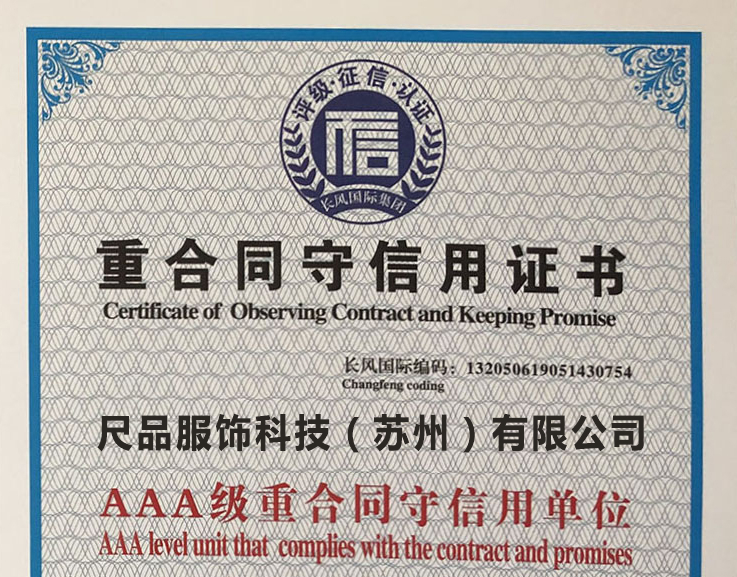 评级·征信·认证
信
长风国际集团
重合同守信用证书
Certificate of Observing Contract and Keeping Promise
长风国际编码：132050619051430754
Changfeng coding
尺品服饰科技（苏州）有限公司
AAA级重合同守信用单位
AAA level unit that complies with the contract and promises